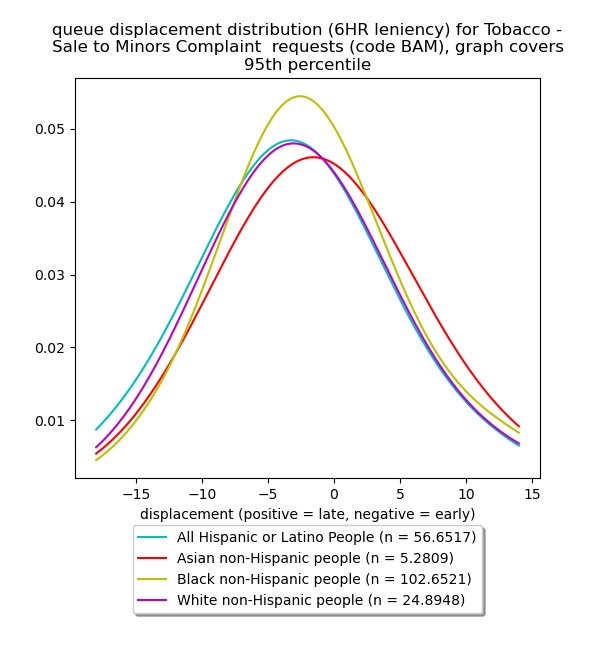 queue displacement distribution (6HR leniency) for Tobacco -
Sale to Minors Complaint  requests (code BAM), graph covers
95th percentile
0.05
0.04
0.03
0.02
0.01
−15
−10
−5
0
5
10
15
displacement (positive = late, negative = early)
All Hispanic or Latino People (n = 56.6517)
Asian non-Hispanic people (n = 5.2809)
Black non-Hispanic people (n = 102.6521)
White non-Hispanic people (n = 24.8948)